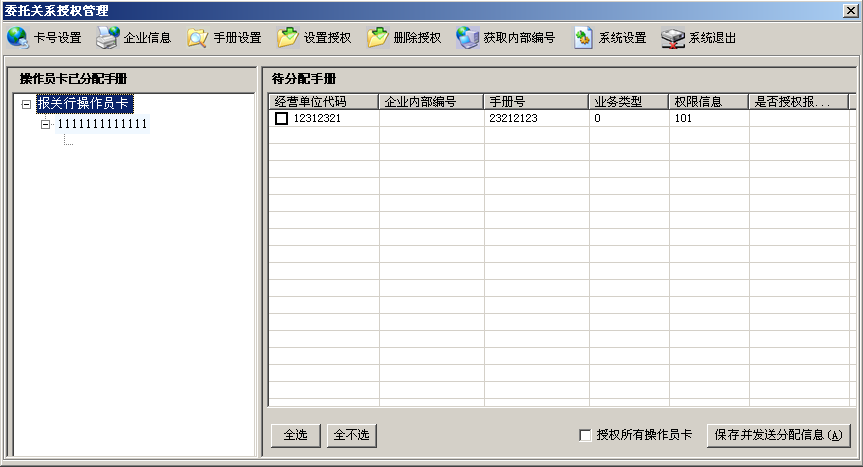 委托关系授权管理
卡号设置 企业信息 手册设置 设置授权 删除授权 获取内部编号 系统设置 系统退出
操作员卡已分配手册
报关行操作员卡
1111111111111
待分配手册
经营单位代码 企业内部编号 手册号 业务类型 权限信息 是否授权报...
12312321 23212123 0 101
全选 全不选 授权所有操作员卡 保存并发送分配信息(A)